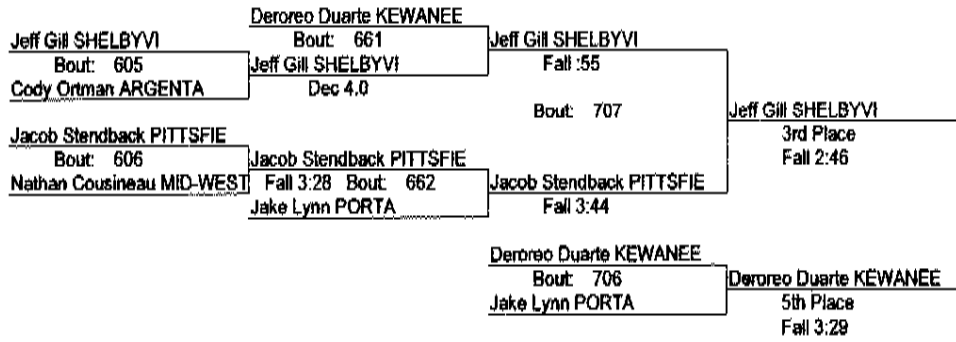 Deroreo Duarte KEWANEE
Jeff Gill SHELBYVI
Bout: 661
Jeff Gill SHELBYVI
Bout: 605
Jeff Gill SHELBYVI
Fall :55
Cody Ortman ARGENTA
Dec 4.0
Bout: 707
Jeff Gill SHELBYVI
Jacob Stendback PITTSFIE
3rd Place
Bout: 606
Jacob Stendback PITTSFIE
Fall 2:46
Nathan Cousineau MID-WEST
Fall 3:28 Bout: 662
Jacob Stendback PITTSFIE
Jake Lynn PORTA
Fall 3:44
Deroreo Duarte KEWANEE
Bout: 706
Deroreo Duarte KEWANEE
Jake Lynn PORTA
5th Place
Fall 3:29